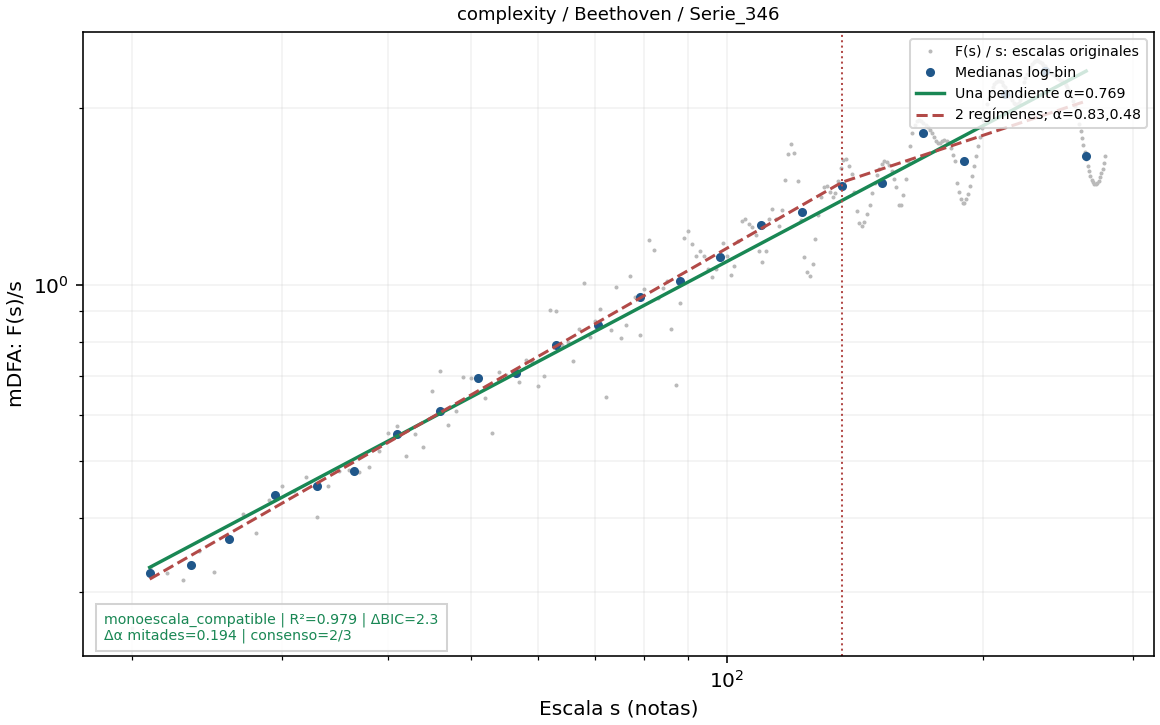 complexity / Beethoven / Serie_346
F(s) / s: escalas originales
Medianas log-bin
Una pendiente α=0.769
2 regímenes; α=0.83,0.48
mDFA: F(s)/s
10⁰
monoescala_compatible | R²=0.979 | ΔBIC=2.3
Δα mitades=0.194 | consenso=2/3
10²
Escala s (notas)